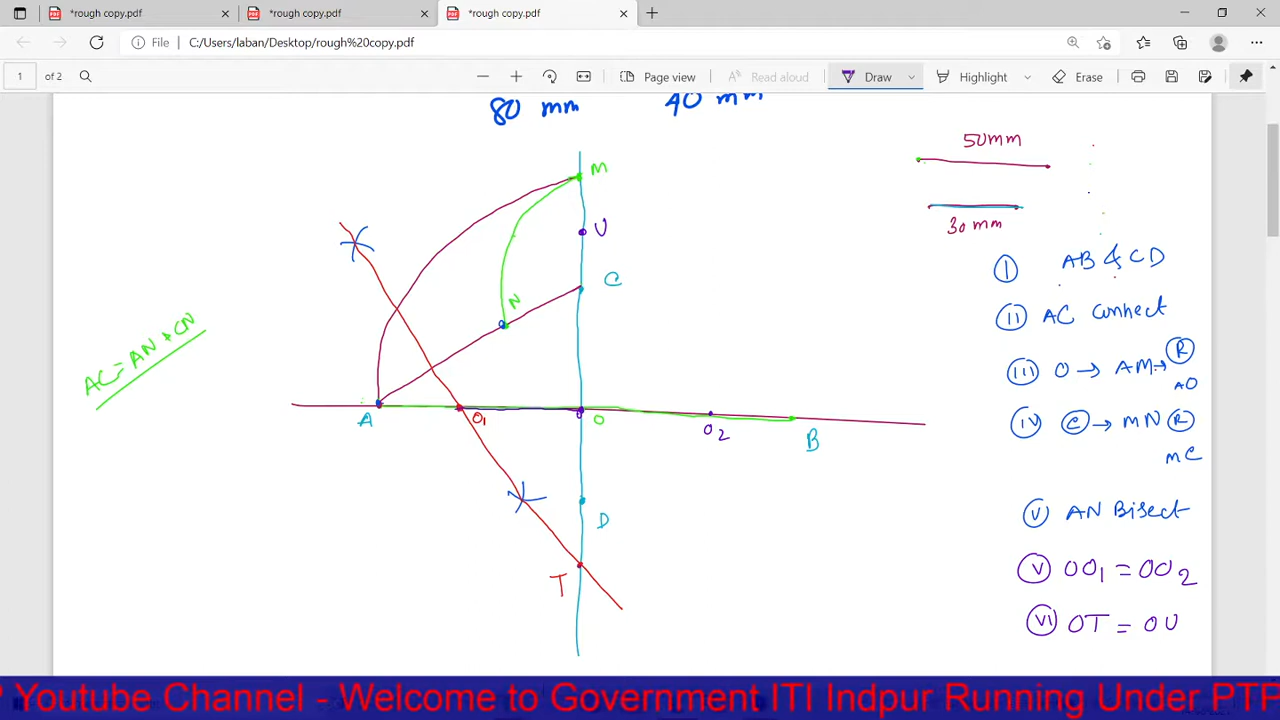 *rough copy.pdf
*rough copy.pdf
*rough copy.pdf
File
C:/Users/laban/Desktop/rough%20copy.pdf
1
of 2
Page view
Read aloud
Draw
Highlight
Erase
80 mm
40 mm
50mm
30 mm
M
U
C
N
AC = AN + CN
A
O1
O
O2
B
D
T
I AB & CD
II AC Connect
III O → AM → R
AO
IV C → MN R
MC
V AN Bisect
V OO1 = OO2
VI OT = OU
P Youtube Channel - Welcome to Government ITI Indpur Running Under PTP